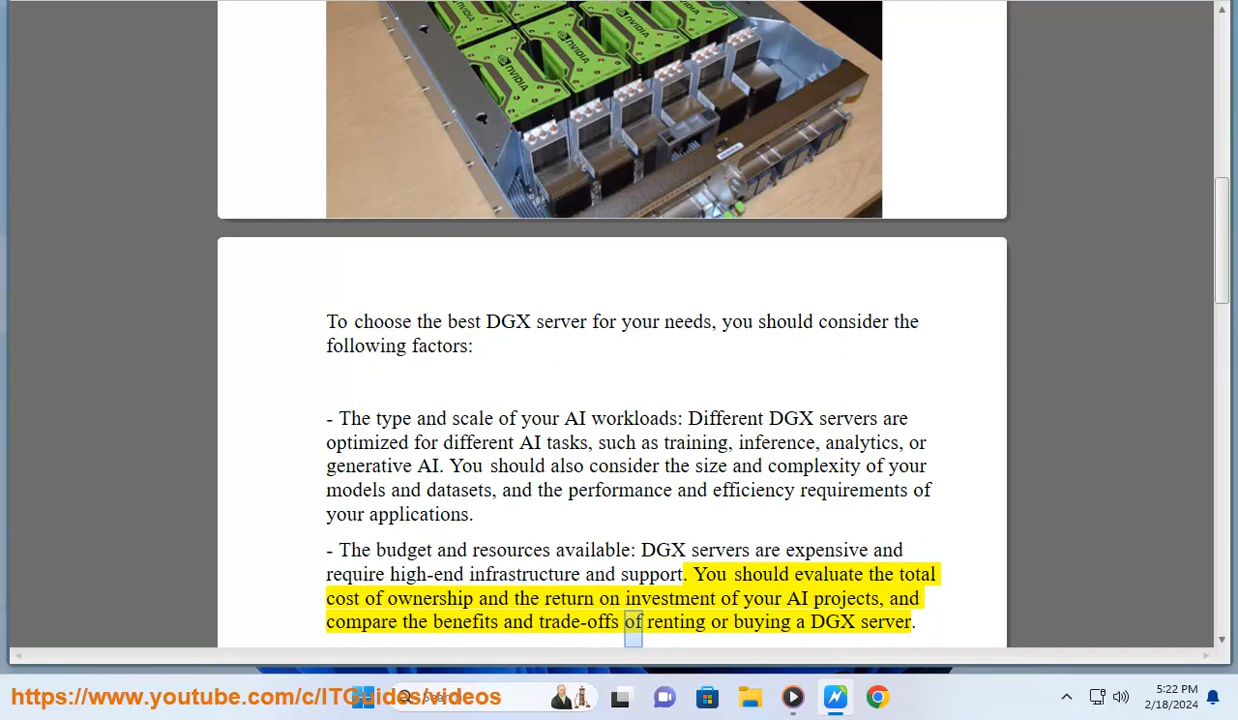 NVIDIA
NVIDIA
NVIDIA
To choose the best DGX server for your needs, you should consider the
following factors:
- The type and scale of your AI workloads: Different DGX servers are
optimized for different AI tasks, such as training, inference, analytics, or
generative AI. You should also consider the size and complexity of your
models and datasets, and the performance and efficiency requirements of
your applications.
- The budget and resources available: DGX servers are expensive and
require high-end infrastructure and support. You should evaluate the total
cost of ownership and the return on investment of your AI projects, and
compare the benefits and trade-offs of renting or buying a DGX server.
https://www.youtube.com/c/ITGuides/videos
5:22 PM
2/18/2024